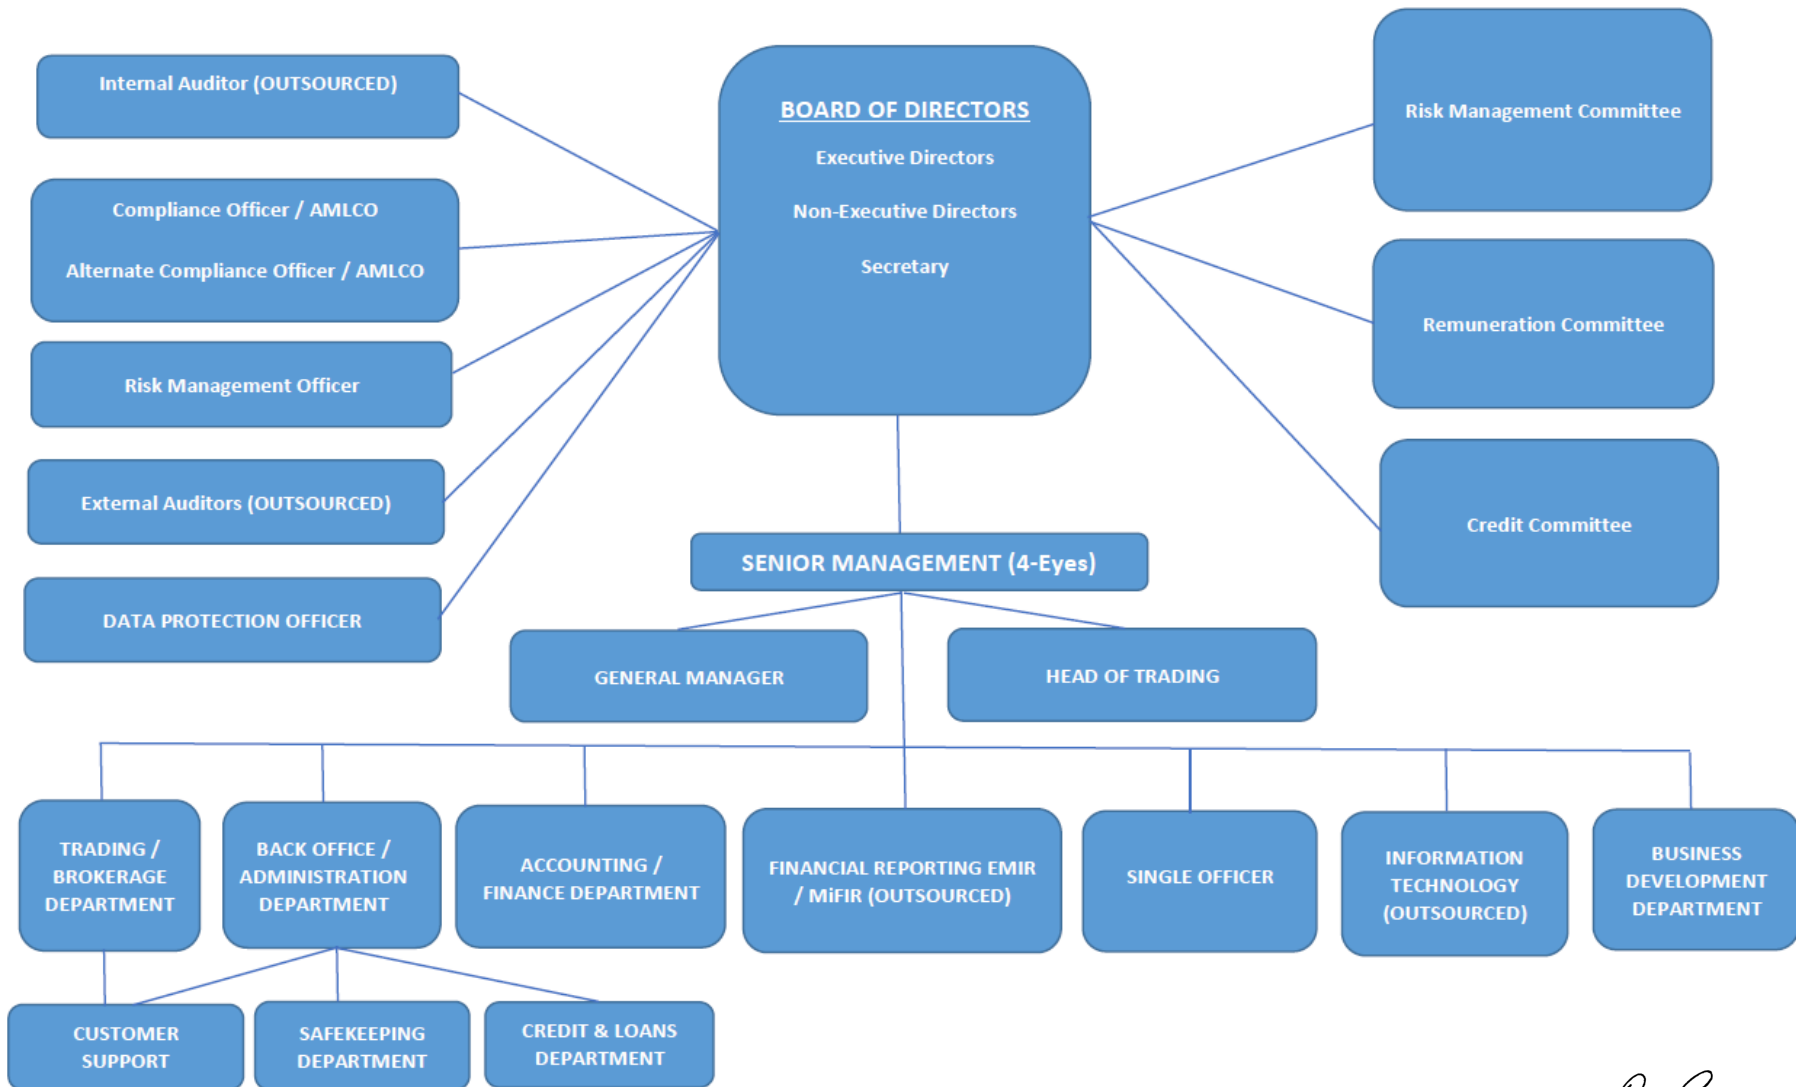 Internal Auditor (OUTSOURCED)
Compliance Officer / AMLCO
Alternate Compliance Officer / AMLCO
Risk Management Officer
External Auditors (OUTSOURCED)
DATA PROTECTION OFFICER
BOARD OF DIRECTORS
Executive Directors
Non-Executive Directors
Secretary
Risk Management Committee
Remuneration Committee
Credit Committee
SENIOR MANAGEMENT (4-Eyes)
GENERAL MANAGER
HEAD OF TRADING
TRADING /
BROKERAGE
DEPARTMENT
BACK OFFICE /
ADMINISTRATION
DEPARTMENT
ACCOUNTING /
FINANCE DEPARTMENT
FINANCIAL REPORTING EMIR
/ MiFIR (OUTSOURCED)
SINGLE OFFICER
INFORMATION
TECHNOLOGY
(OUTSOURCED)
BUSINESS
DEVELOPMENT
DEPARTMENT
CUSTOMER
SUPPORT
SAFEKEEPING
DEPARTMENT
CREDIT & LOANS
DEPARTMENT